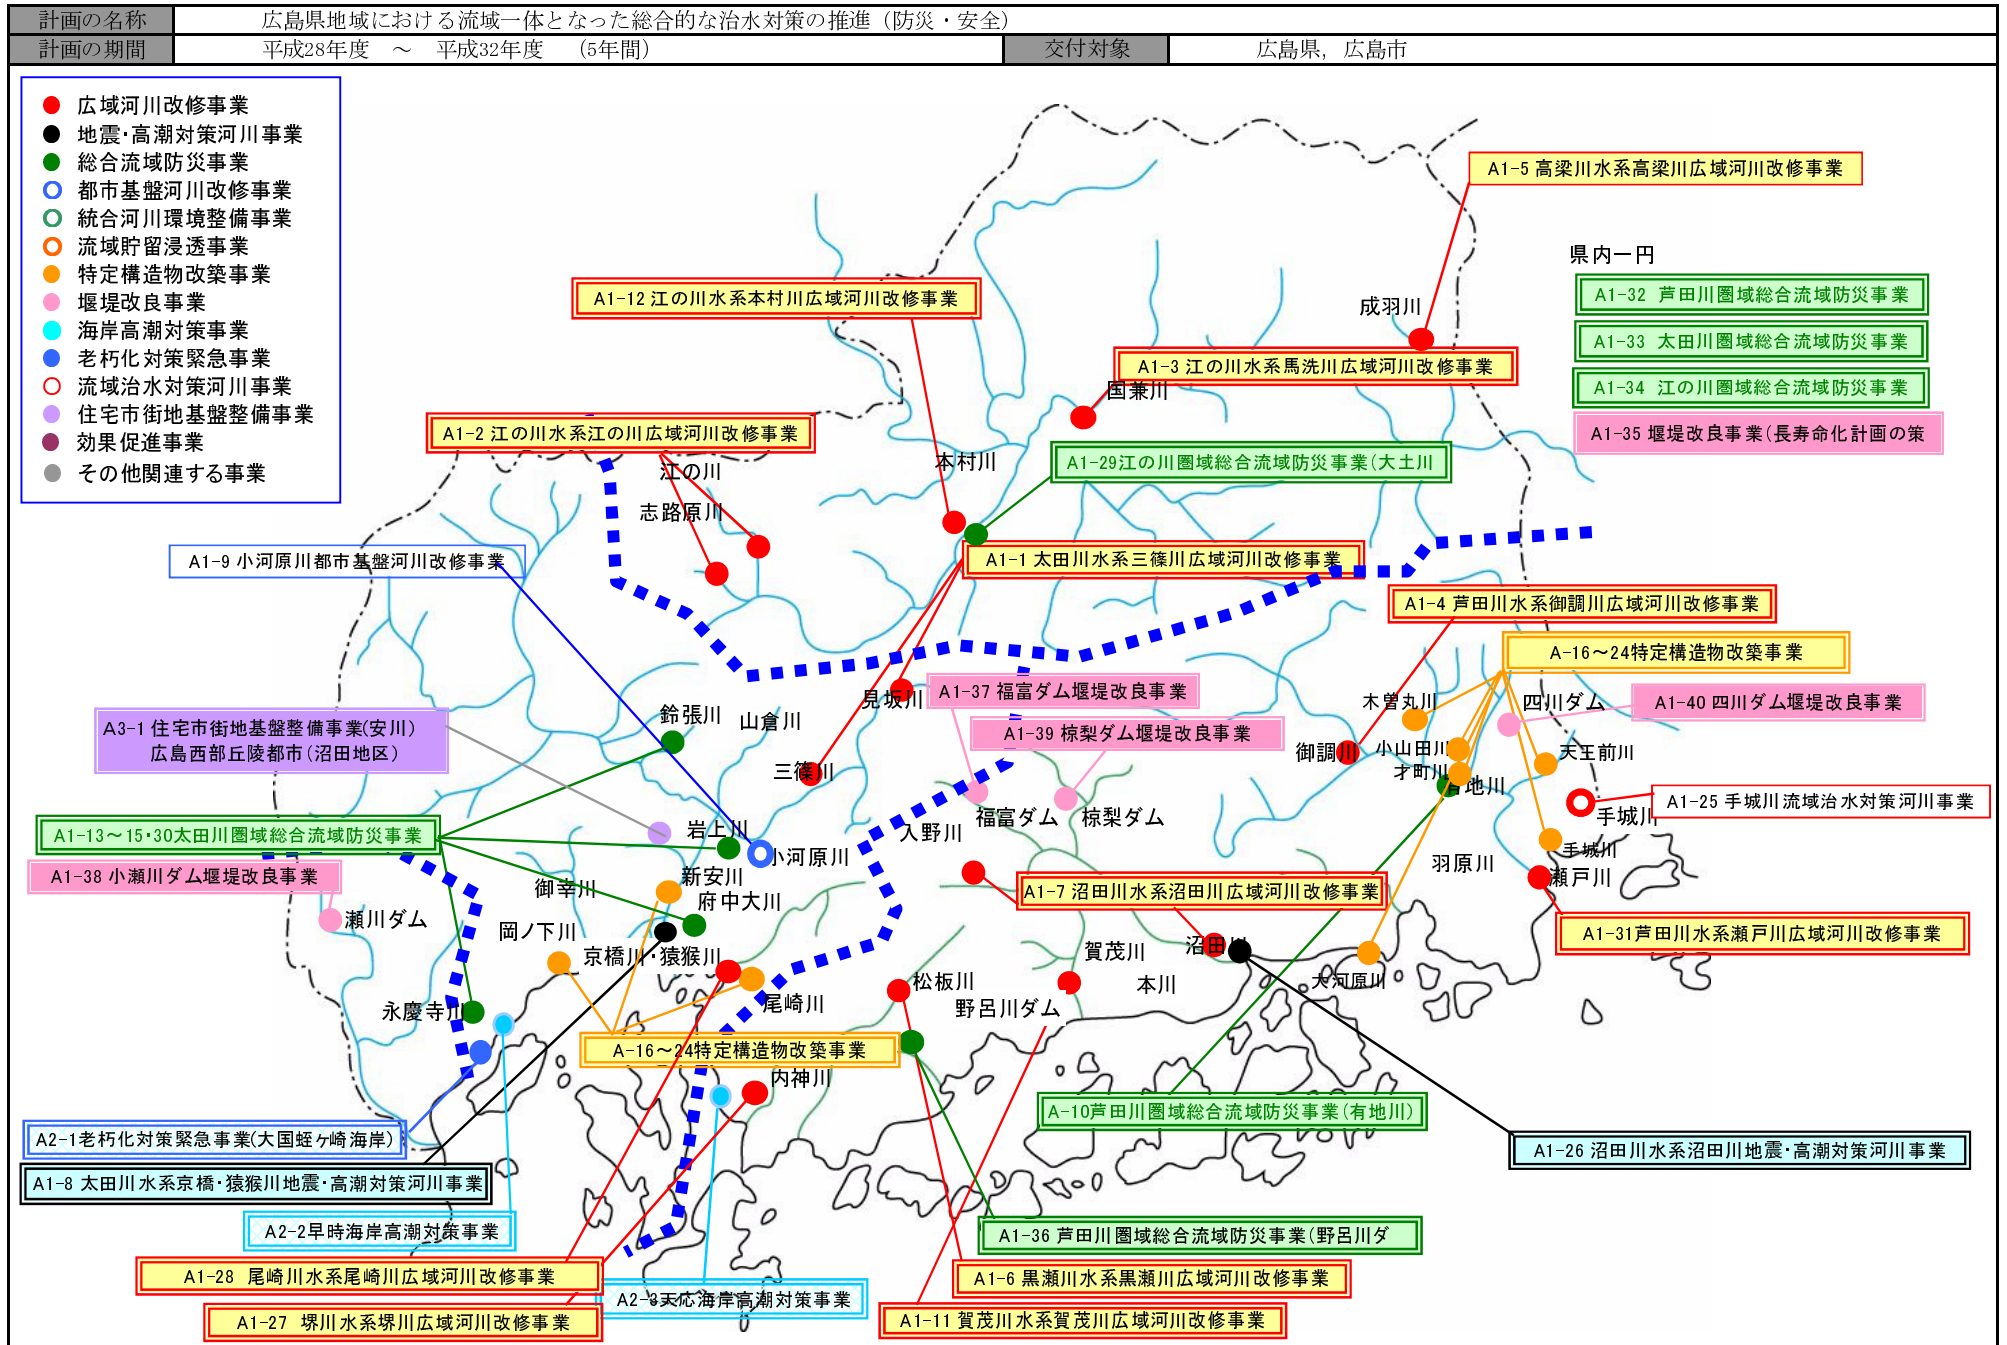 計画の名称 広島県地域における流域一体となった総合的な治水対策の推進（防災・安全）
計画の期間 平成28年度 ～ 平成32年度 （5年間） 交付対象 広島県，広島市
広域河川改修事業
地震・高潮対策河川事業
総合流域防災事業
都市基盤河川改修事業
統合河川環境整備事業
流域貯留浸透事業
特定構造物改築事業
堰堤改良事業
海岸高潮対策事業
老朽化対策緊急事業
流域治水対策河川事業
住宅市街地基盤整備事業
効果促進事業
その他関連する事業
A1-5 高梁川水系高梁川広域河川改修事業
県内一円
A1-32 芦田川圏域総合流域防災事業
A1-33 太田川圏域総合流域防災事業
A1-34 江の川圏域総合流域防災事業
A1-35 堰堤改良事業（長寿命化計画の策
A1-12 江の川水系本村川広域河川改修事業
成羽川
A1-3 江の川水系馬洗川広域河川改修事業
国兼川
A1-2 江の川水系江の川広域河川改修事業
江の川
志路原川
本村川
A1-29江の川圏域総合流域防災事業（大土川
A1-9 小河原川都市基盤河川改修事業
A1-1 太田川水系三篠川広域河川改修事業
A1-4 芦田川水系御調川広域河川改修事業
A-16～24特定構造物改築事業
見坂川
A1-37 福富ダム堰堤改良事業
木曽丸川
四川ダム
A1-40 四川ダム堰堤改良事業
A3-1 住宅市街地基盤整備事業（安川）
広島西部丘陵都市（沼田地区）
鈴張川
山倉川
A1-39 椋梨ダム堰堤改良事業
御調川
小山田川
天王前川
三篠川
才町川
有地川
A1-25 手城川流域治水対策河川事業
手城川
A1-13～15・30太田川圏域総合流域防災事業
岩上川
小河原川
入野川
福富ダム
椋梨ダム
手城川
羽原川
瀬戸川
A1-38 小瀬川ダム堰堤改良事業
瀬川ダム
御幸川
新安川
府中大川
A1-7 沼田川水系沼田川広域河川改修事業
A1-31芦田川水系瀬戸川広域河川改修事業
岡ノ下川
京橋川・猿猴川
賀茂川
沼田川
本川
大河原川
尾崎川
松板川
野呂川ダム
永慶寺川
A-16～24特定構造物改築事業
内神川
A-10芦田川圏域総合流域防災事業（有地川）
A2-1老朽化対策緊急事業（大国蛭ヶ崎海岸）
A1-26 沼田川水系沼田川地震・高潮対策河川事業
A1-8 太田川水系京橋・猿猴川地震・高潮対策河川事業
A2-2早時海岸高潮対策事業
A1-36 芦田川圏域総合流域防災事業（野呂川ダ
A1-28 尾崎川水系尾崎川広域河川改修事業
A1-6 黒瀬川水系黒瀬川広域河川改修事業
A2-3天応海岸高潮対策事業
A1-27 堺川水系堺川広域河川改修事業
A1-11 賀茂川水系賀茂川広域河川改修事業